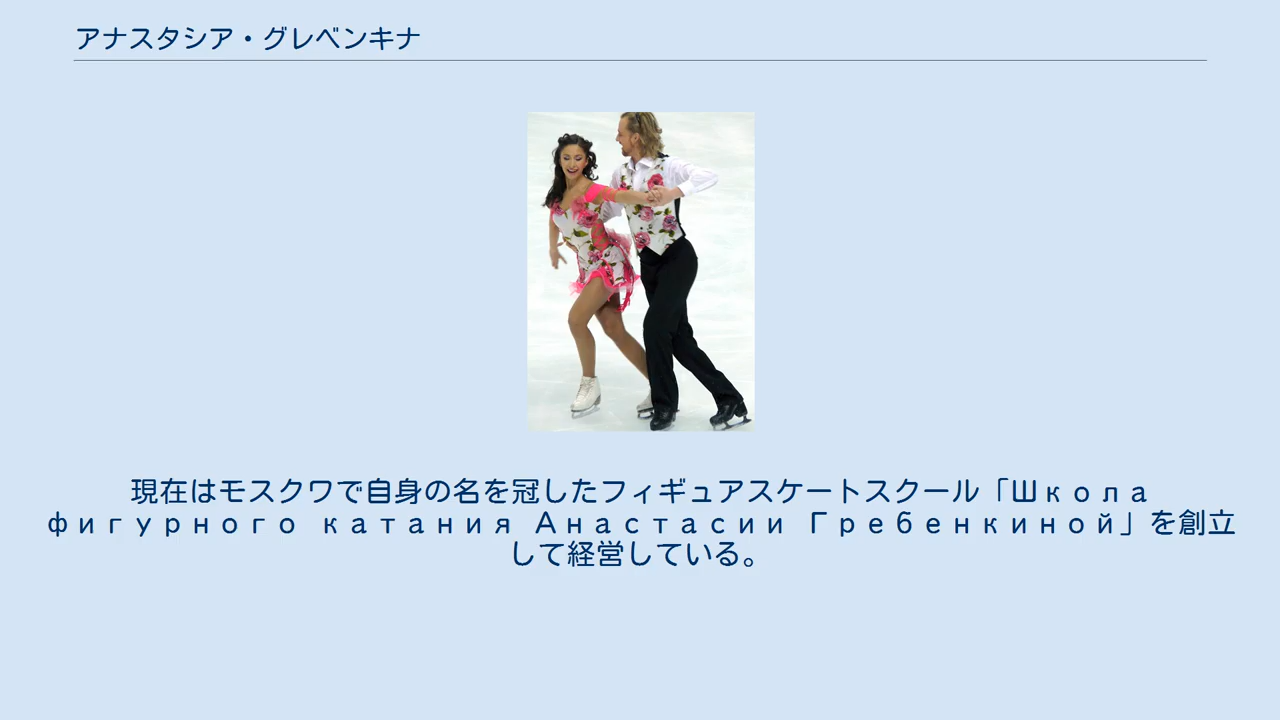 アナスタシア・グレベンキナ
現在はモスクワで自身の名を冠したフィギュアスケートスクール「Школа
фигурного катания Анастасии Гребенкиной」を創立
して経営している。